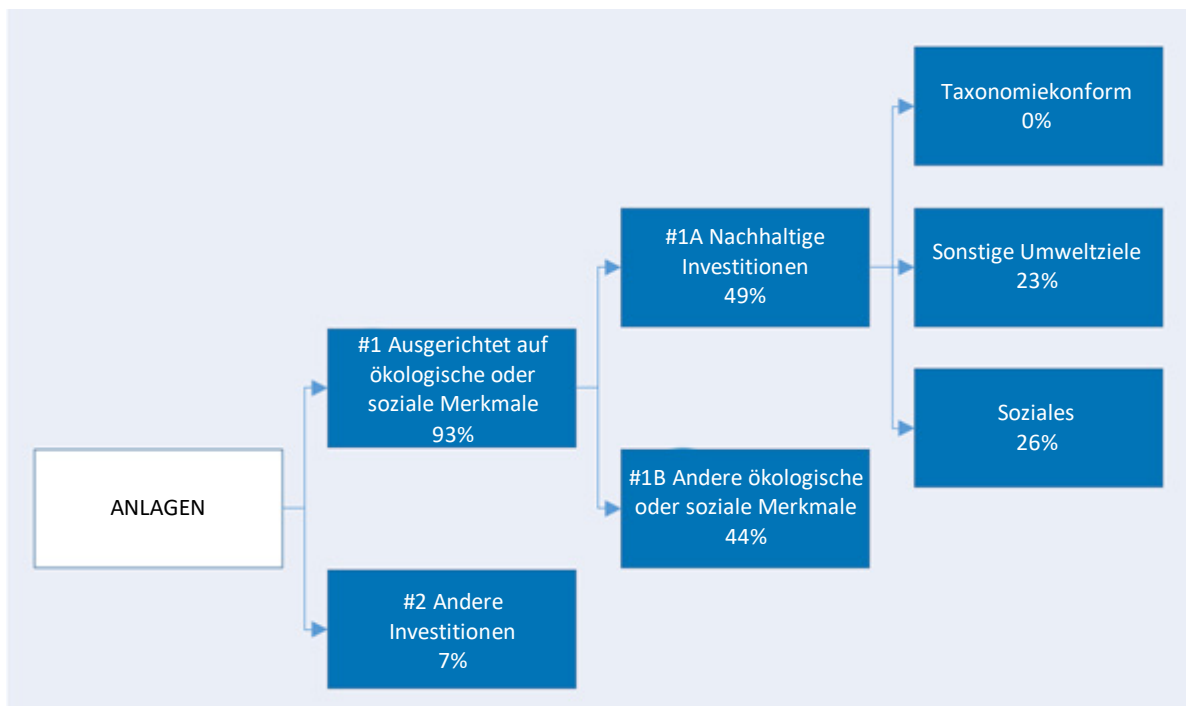 ANLAGEN
#1 Ausgerichtet auf
ökologische oder
soziale Merkmale
93%
#2 Andere
Investitionen
7%
#1A Nachhaltige
Investitionen
49%
#1B Andere ökologische
oder soziale Merkmale
44%
Taxonomiekonform
0%
Sonstige Umweltziele
23%
Soziales
26%